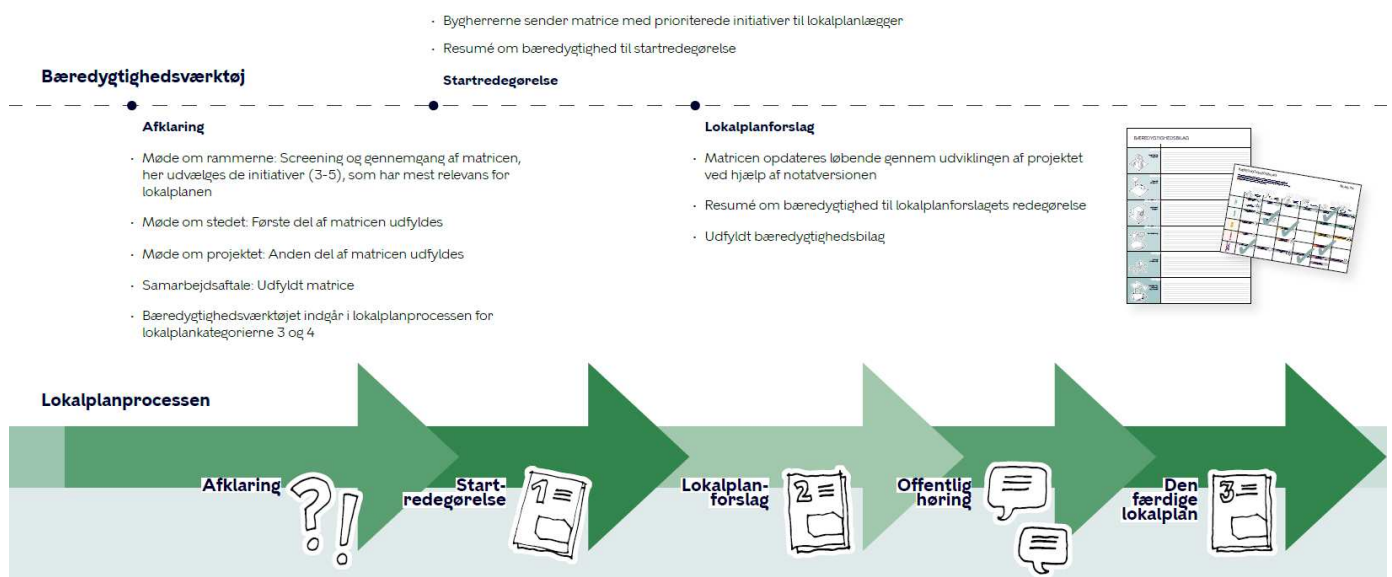 · Bygherrerne sender matrice med prioriterede initiativer til lokalplanlægger
· Resumé om bæredygtighed til startredegørelse
Bæredygtighedsværktøj
Startredegørelse
Afklaring
· Møde om rammerne: Screening og gennemgang af matricen,
her udvælges de initiativer (3-5), som har mest relevans for
lokalplanen
· Møde om stedet: Første del af matricen udfyldes
· Møde om projektet: Anden del af matricen udfyldes
· Samarbejdsaftale: Udfyldt matrice
· Bæredygtighedsværktøjet indgår i lokalplanprocessen for
lokalplankategorierne 3 og 4
Lokalplanforslag
· Matricen opdateres løbende gennem udviklingen af projektet
ved hjælp af notatversionen
· Resumé om bæredygtighed til lokalplanforslagets redegørelse
· Udfyldt bæredygtighedsbilag
BÆREDYGTIGHEDSBILAG
Lokalplanprocessen
Afklaring
?!
Start-
redegørelse
1=
Lokalplan-
forslag
2=
Offentlig
høring
Den
færdige
lokalplan
3=